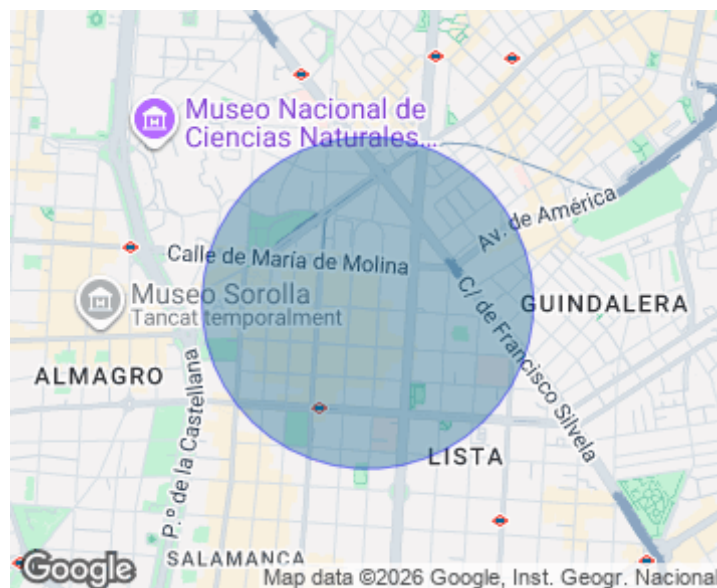 Museo Nacional de
Ciencias Naturales...
Av. de América
Calle de María de Molina
Museo Sorolla
Tancat temporalment
C/ de Francisco Silvela
GUINDALERA
ALMAGRO
P.º de la Castellana
LISTA
SALAMANCA
Google
Map data ©2026 Google, Inst. Geogr. Nacional